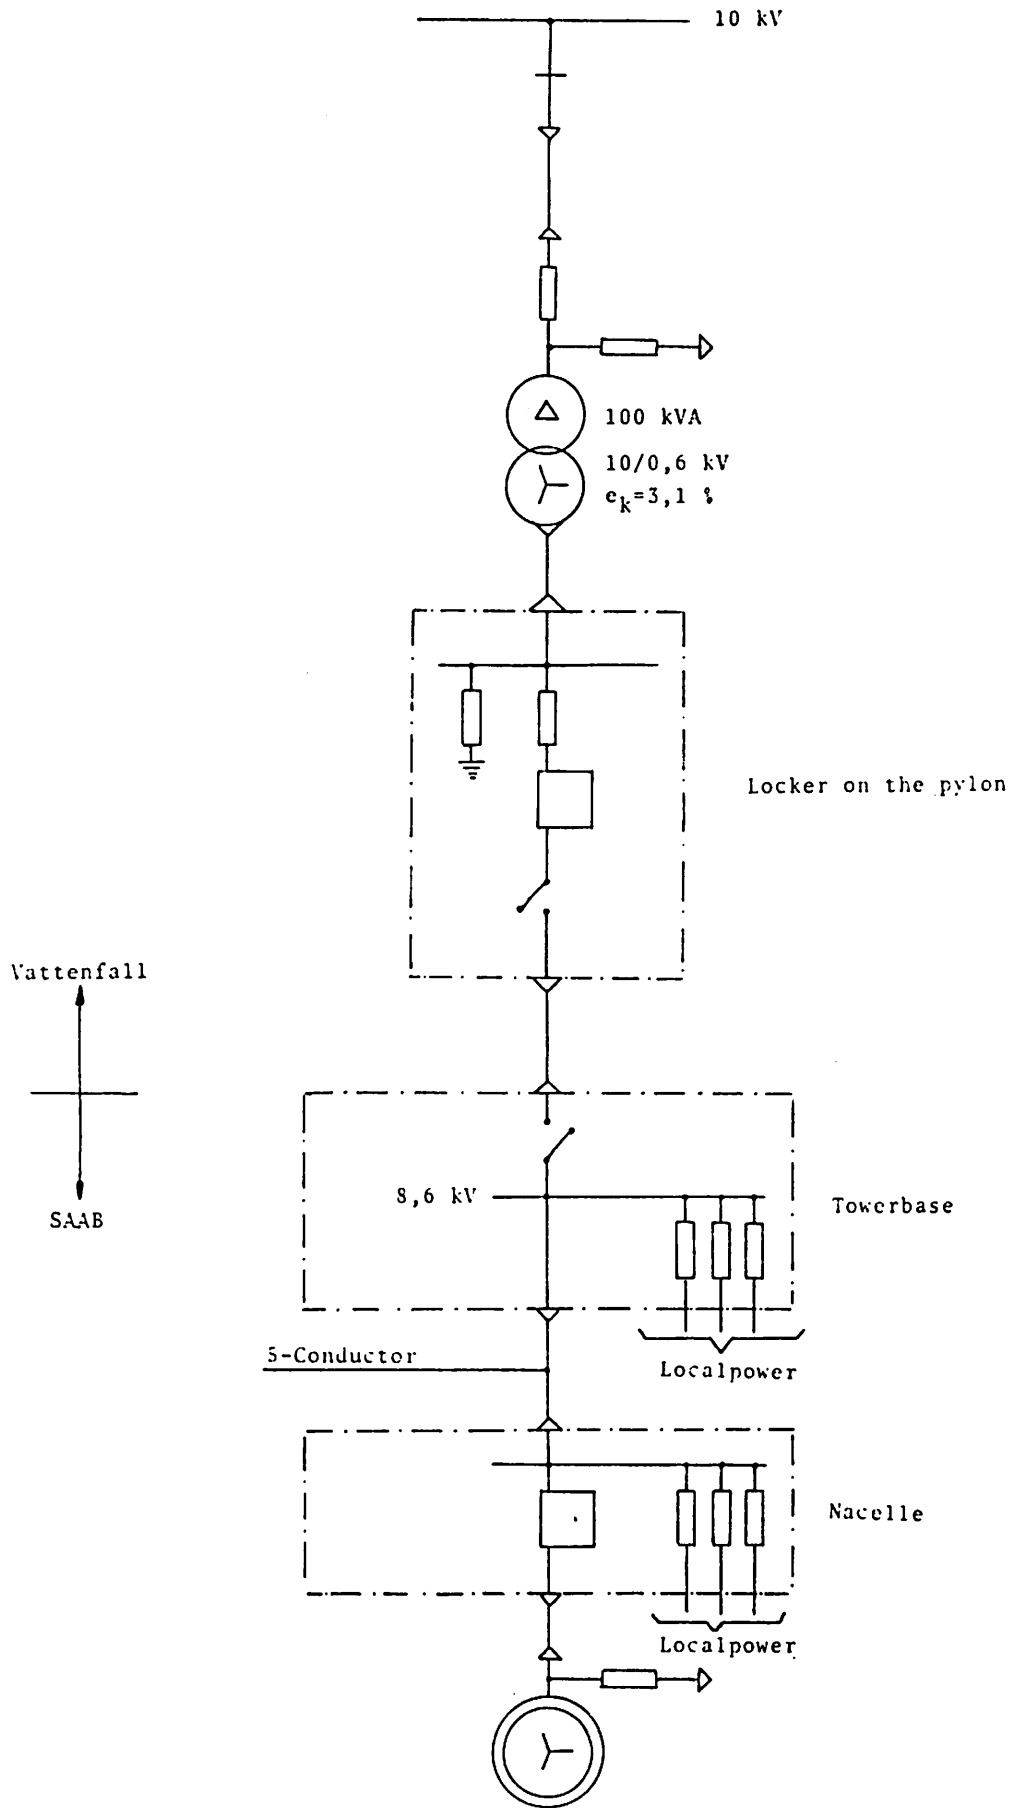 10 kV
100 kVA
10/0,6 kV
ek=3,1 %
Locker on the pylon
Vattenfall
SAAB
8,6 kV
Towerbase
Localpower
5-Conductor
Nacelle
Localpower